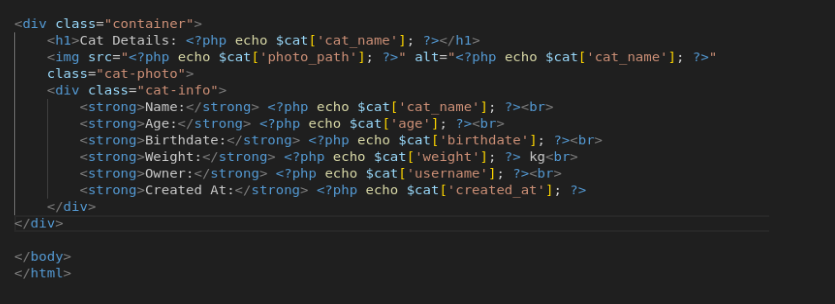 <div class="container">
    <h1>Cat Details: <?php echo $cat['cat_name']; ?></h1>
    <img src="<?php echo $cat['photo_path']; ?>" alt="<?php echo $cat['cat_name']; ?>"
    class="cat-photo">
    <div class="cat-info">
        <strong>Name:</strong> <?php echo $cat['cat_name']; ?><br>
        <strong>Age:</strong> <?php echo $cat['age']; ?><br>
        <strong>Birthdate:</strong> <?php echo $cat['birthdate']; ?><br>
        <strong>Weight:</strong> <?php echo $cat['weight']; ?> kg<br>
        <strong>Owner:</strong> <?php echo $cat['username']; ?><br>
        <strong>Created At:</strong> <?php echo $cat['created_at']; ?>
    </div>
</div>
</body>
</html>